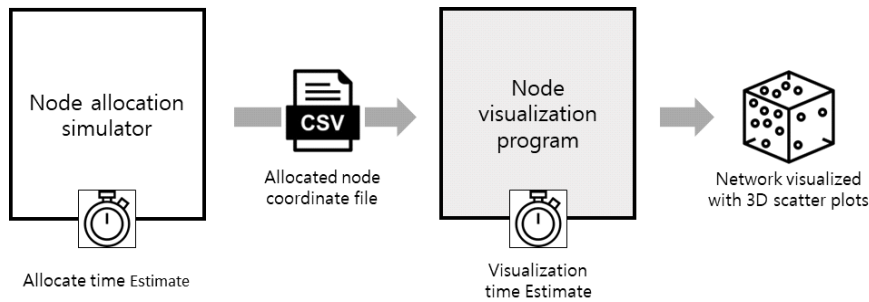 Node allocation
simulator
Allocate time Estimate
CSV
Allocated node
coordinate file
Node
visualization
program
Visualization
time Estimate
Network visualized
with 3D scatter plots